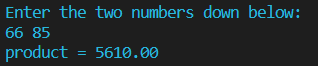 Enter the two numbers down below:
66 85
product = 5610.00